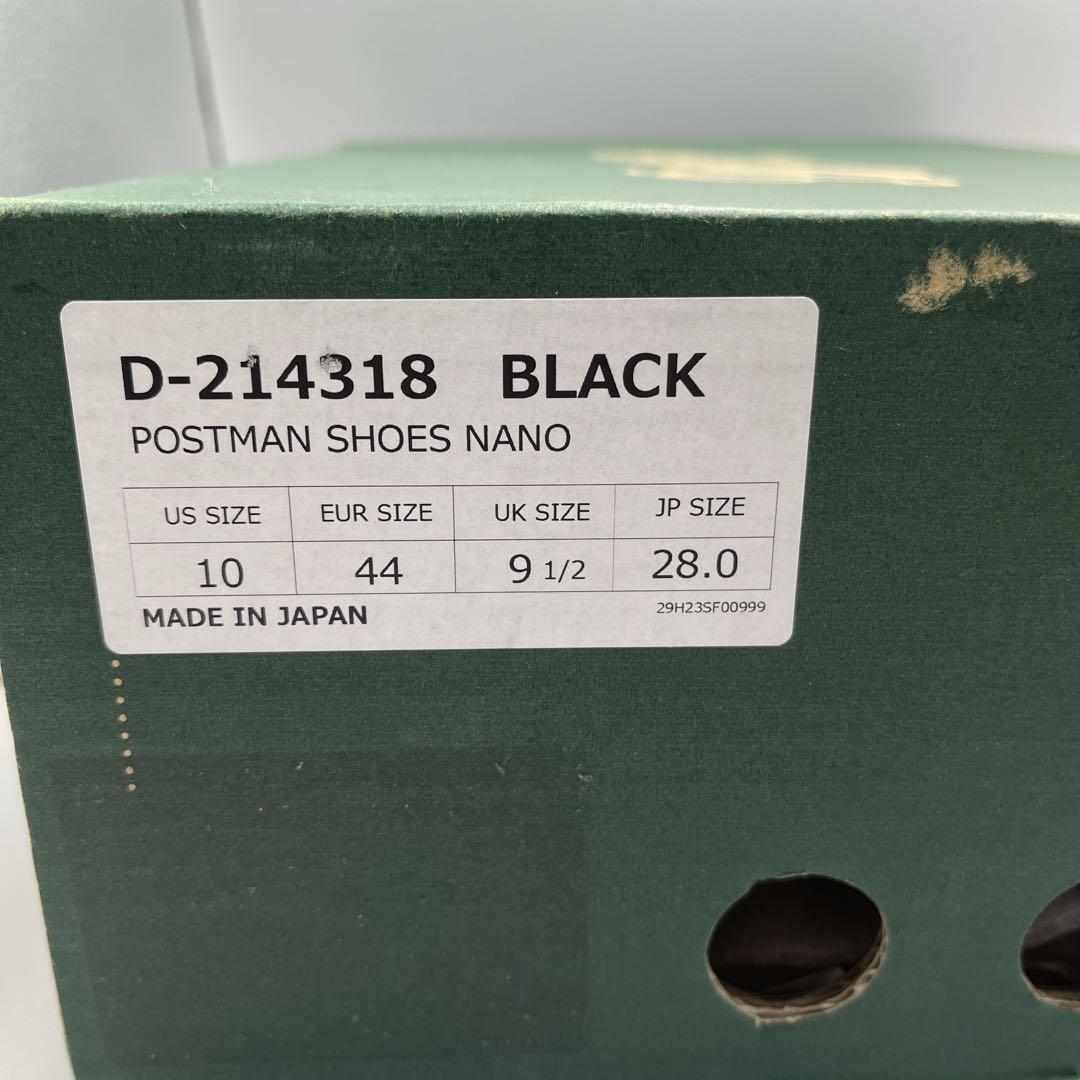 D-214318 BLACK
POSTMAN SHOES NANO
US SIZE EUR SIZE UK SIZE JP SIZE
10 44 9 1/2 28.0
MADE IN JAPAN 29H23SF00999